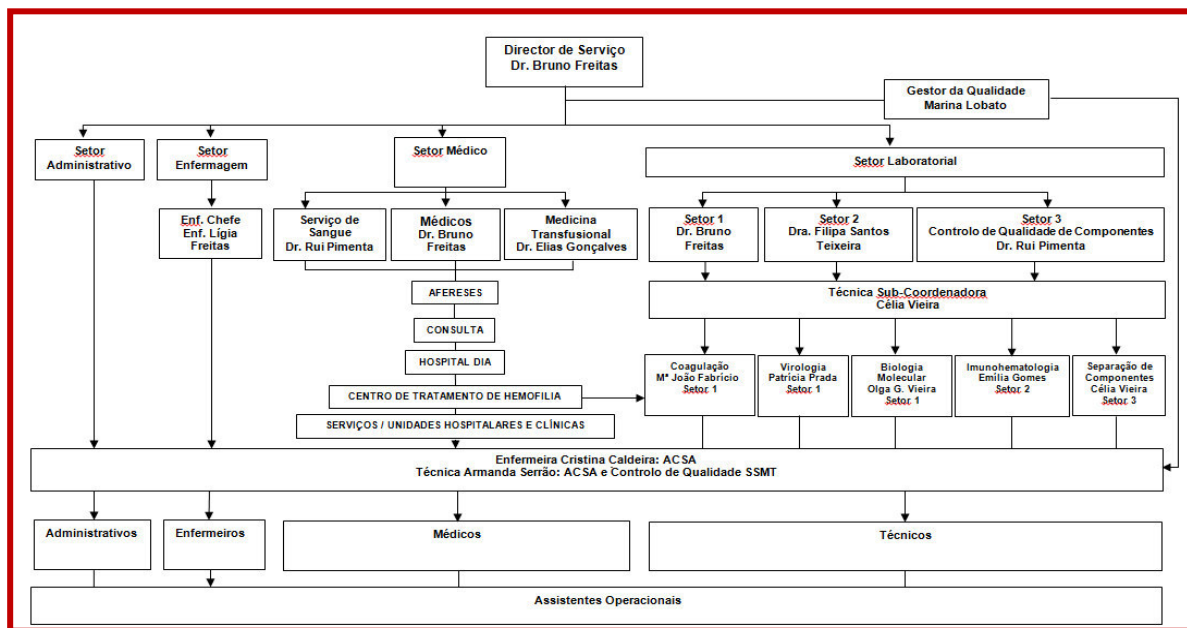 Director de Serviço
Dr. Bruno Freitas
Gestor da Qualidade
Marina Lobato
Setor
Administrativo
Setor
Enfermagem
Setor Médico
Setor Laboratorial
Enf. Chefe
Enf. Lígia
Freitas
Serviço de
Sangue
Dr. Rui Pimenta
Médicos
Dr. Bruno
Freitas
Medicina
Transfusional
Dr. Elias Gonçalves
Setor 1
Dr. Bruno
Freitas
Setor 2
Dra. Filipa Santos
Teixeira
Setor 3
Controlo de Qualidade de Componentes
Dr. Rui Pimenta
AFERESES
CONSULTA
HOSPITAL DIA
CENTRO DE TRATAMENTO DE HEMOFILIA
SERVIÇOS / UNIDADES HOSPITALARES E CLÍNICAS
Técnica Sub-Coordenadora
Célia Vieira
Coagulação
Mª João Fabrício
Setor 1
Virologia
Patrícia Prada
Setor 1
Biologia
Molecular
Olga G. Vieira
Setor 1
Imunohematologia
Emília Gomes
Setor 2
Separação de
Componentes
Célia Vieira
Setor 3
Enfermeira Cristina Caldeira: ACSA
Técnica Armanda Serrão: ACSA e Controlo de Qualidade SSMT
Administrativos
Enfermeiros
Médicos
Técnicos
Assistentes Operacionais